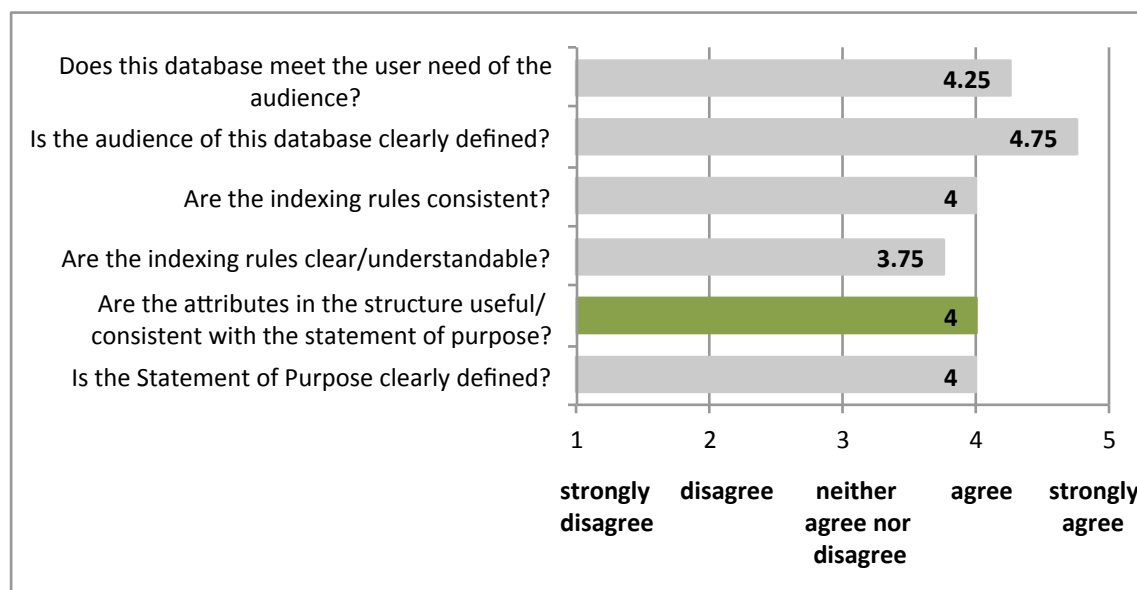 Does this database meet the user need of the
audience?
4.25
Is the audience of this database clearly defined?
4.75
Are the indexing rules consistent?
4
Are the indexing rules clear/understandable?
3.75
Are the attributes in the structure useful/
consistent with the statement of purpose?
4
Is the Statement of Purpose clearly defined?
4
1 2 3 4 5
strongly disagree neither agree strongly
disagree agree nor agree
disagree